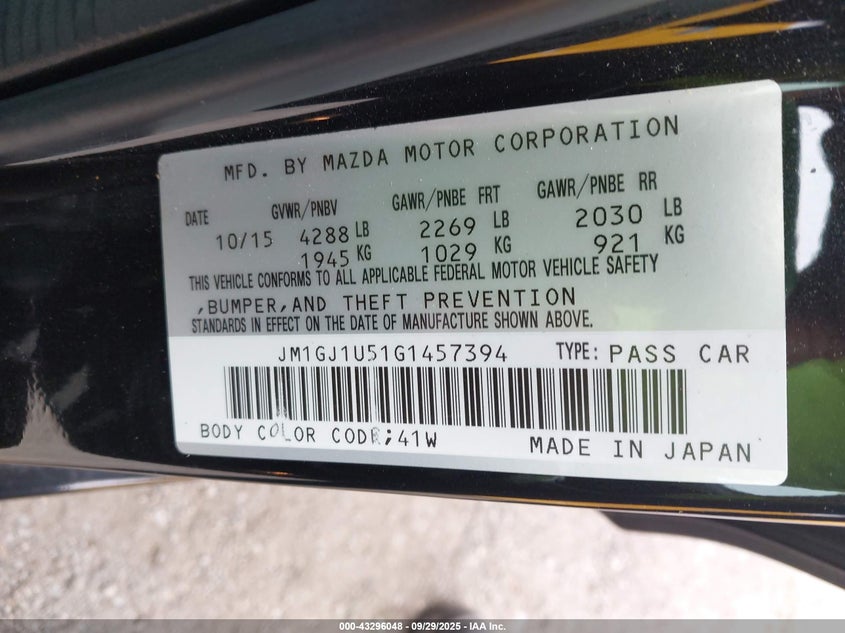 MFD. BY MAZDA MOTOR CORPORATION
DATE GVWR/PNBV GAWR/PNBE FRT GAWR/PNBE RR
10/15 4288 LB 2269 LB 2030 LB
1945 KG 1029 KG 921 KG
THIS VEHICLE CONFORMS TO ALL APPLICABLE FEDERAL MOTOR VEHICLE SAFETY
,BUMPER,AND THEFT PREVENTION
STANDARDS IN EFFECT ON THE DATE OF MANUFACTURE SHOWN ABOVE.
JM1GJ1U51G1457394 TYPE: PASS CAR
BODY COLOR CODE;41W MADE IN JAPAN
000-43296048 - 09/29/2025 - IAA Inc.